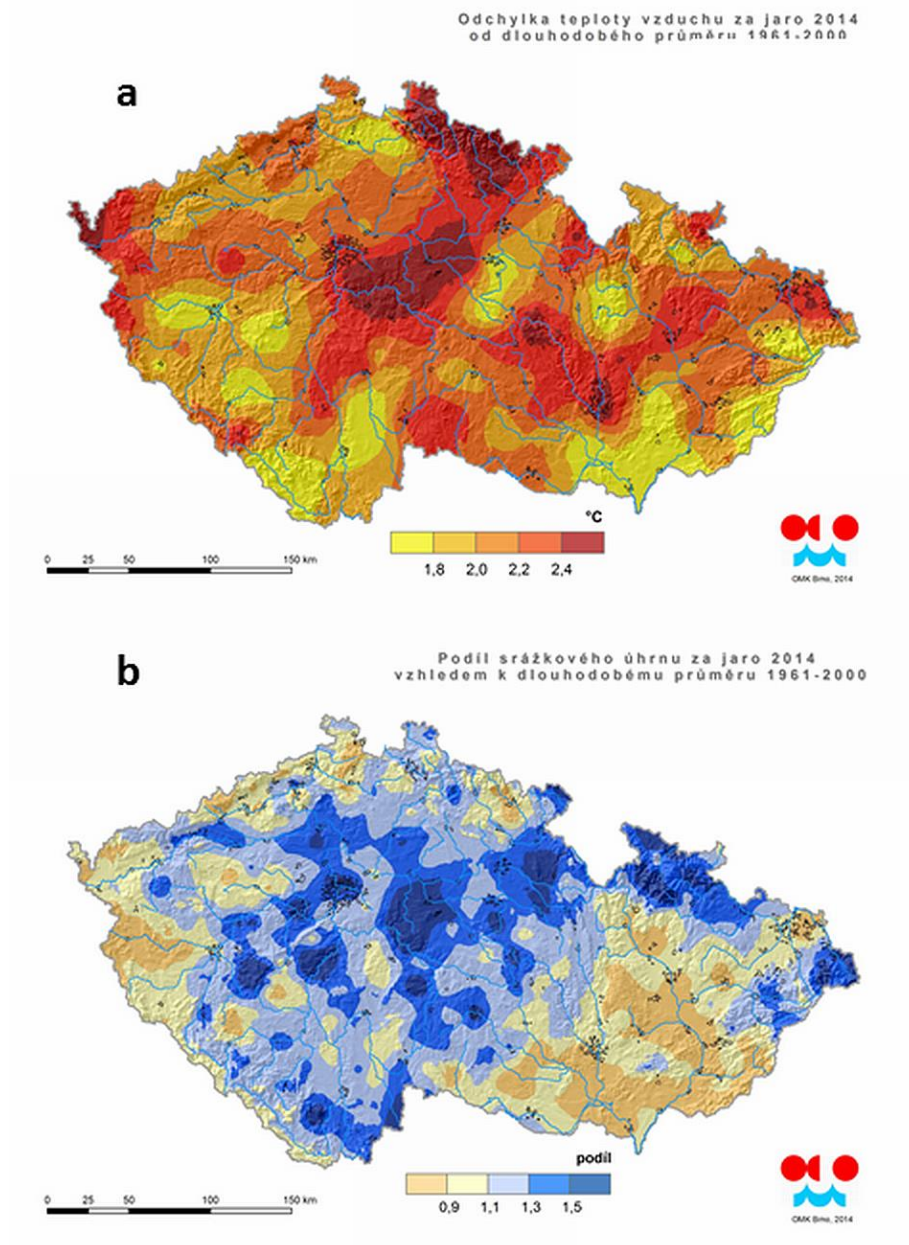 Odchylka teploty vzduchu za jaro 2014
od dlouhodobého průměru 1961-2000
a
°C
1,8 2,0 2,2 2,4
0 25 50 100 150 km
OMK Brno, 2014
b
Podíl srážkového úhrnu za jaro 2014
vzhledem k dlouhodobému průměru 1961-2000
podíl
0,9 1,1 1,3 1,5
0 25 50 100 150 km
OMK Brno, 2014